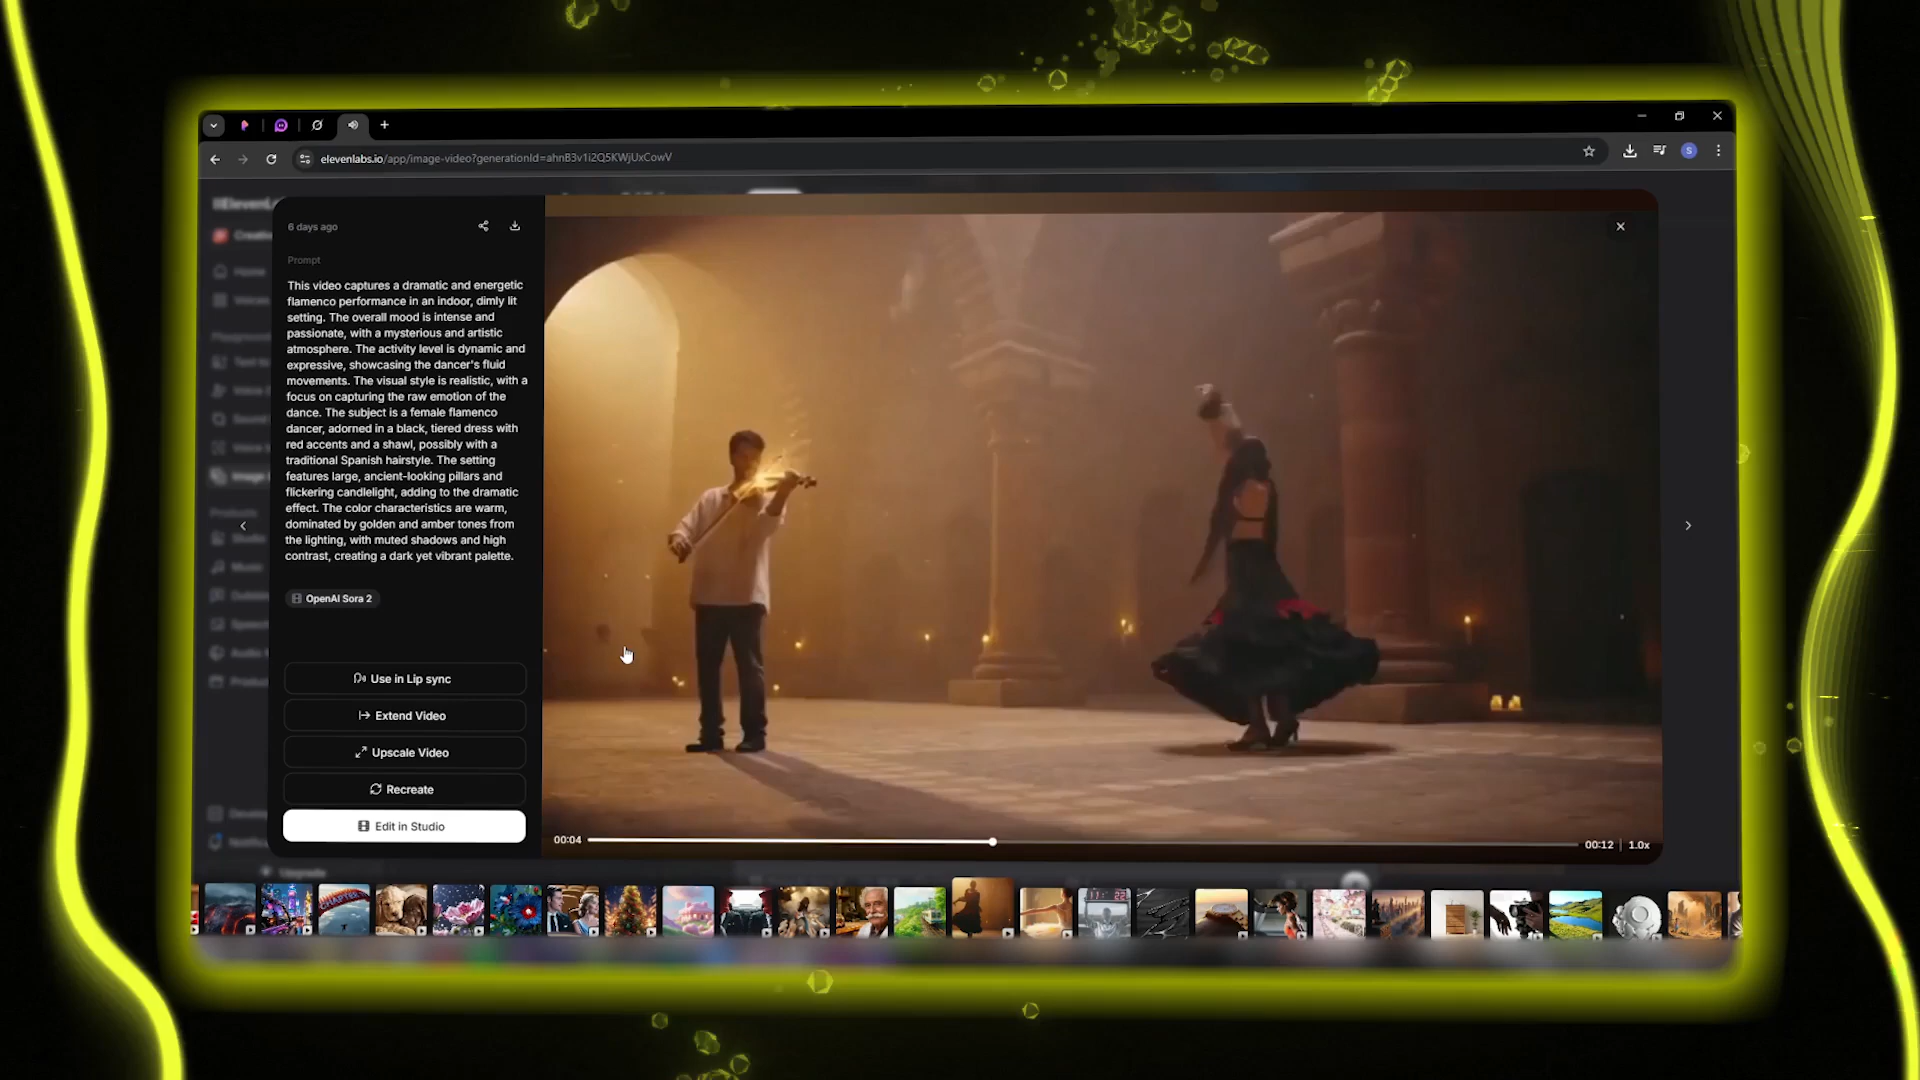 elevenlabs.io/app/image-video?generationId=ahnB3v1i2Q5KWjUxCowV
S
6 days ago
Prompt
This video captures a dramatic and energetic
flamenco performance in an indoor, dimly lit
setting. The overall mood is intense and
passionate, with a mysterious and artistic
atmosphere. The activity level is dynamic and
expressive, showcasing the dancer's fluid
movements. The visual style is realistic, with a
focus on capturing the raw emotion of the
dance. The subject is a female flamenco
dancer, adorned in a black, tiered dress with
red accents and a shawl, possibly with a
traditional Spanish hairstyle. The setting
features large, ancient-looking pillars and
flickering candlelight, adding to the dramatic
effect. The color characteristics are warm,
dominated by golden and amber tones from
the lighting, with muted shadows and high
contrast, creating a dark yet vibrant palette.
OpenAI Sora 2
Use in Lip sync
Extend Video
Upscale Video
Recreate
Edit in Studio
00:04
00:12
1.0x
Home
Studio
Music
Upgrade
CHAPTER